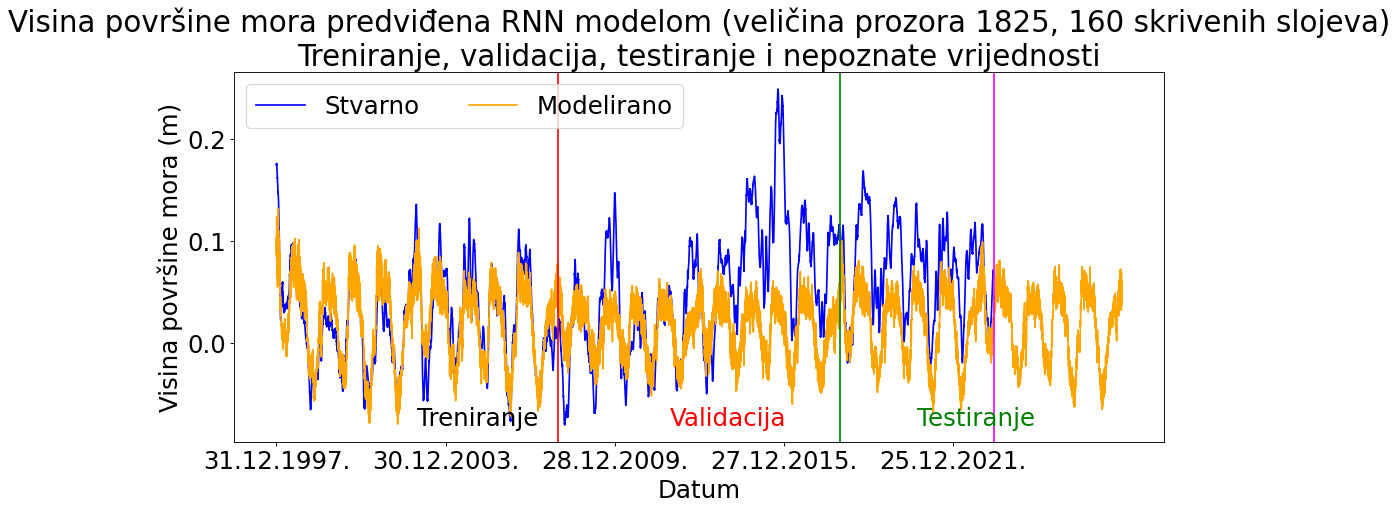 Visina površine mora predviđena RNN modelom (veličina prozora 1825, 160 skrivenih slojeva)
Treniranje, validacija, testiranje i nepoznate vrijednosti
Stvarno
Modelirano
Visina površine mora (m)
0.2
0.1
0.0
Treniranje
Validacija
Testiranje
31.12.1997.
30.12.2003.
28.12.2009.
27.12.2015.
25.12.2021.
Datum